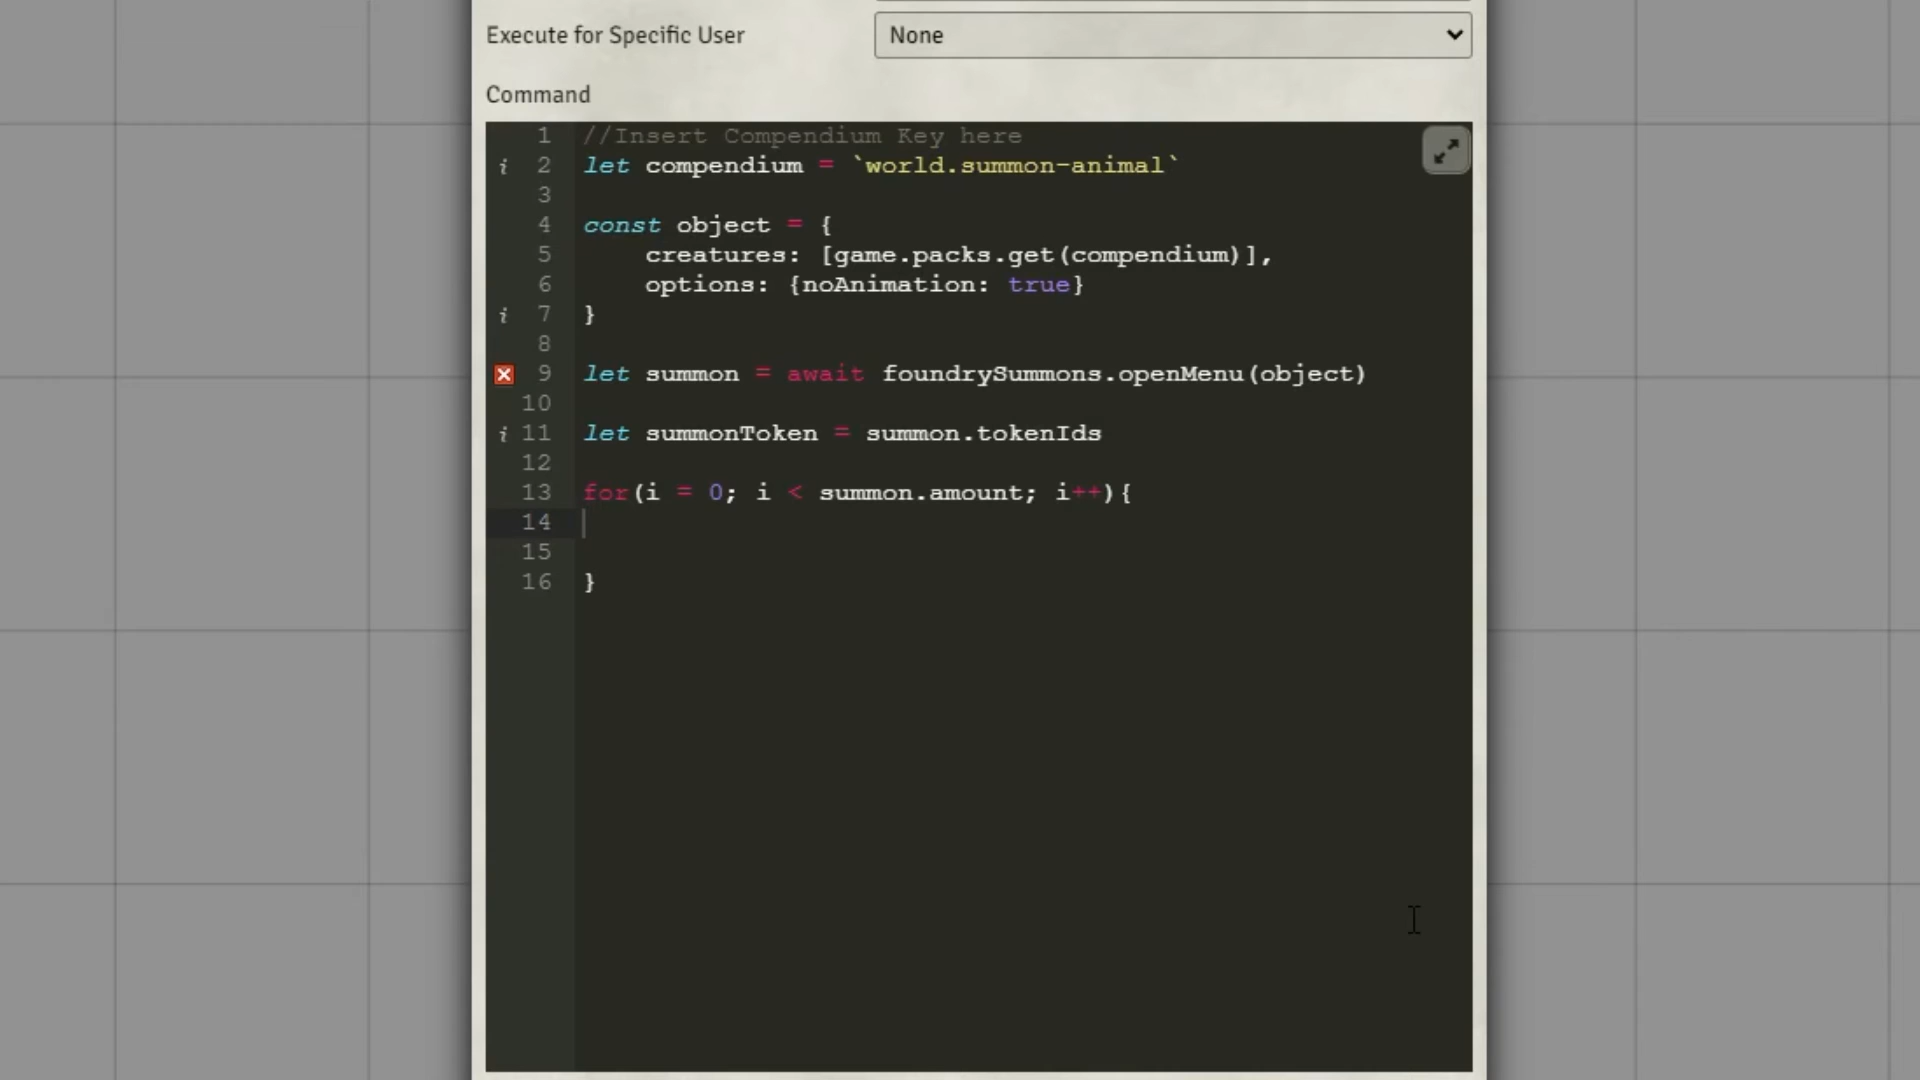 Execute for Specific User None
Command
1 //Insert Compendium Key here
i 2 let compendium = `world.summon-animal`
3
4 const object = {
5 creatures: [game.packs.get(compendium)],
6 options: {noAnimation: true}
i 7 }
8
9 let summon = await foundrySummons.openMenu(object)
10
i 11 let summonToken = summon.tokenIds
12
13 for(i = 0; i < summon.amount; i++){
14
15
16 }